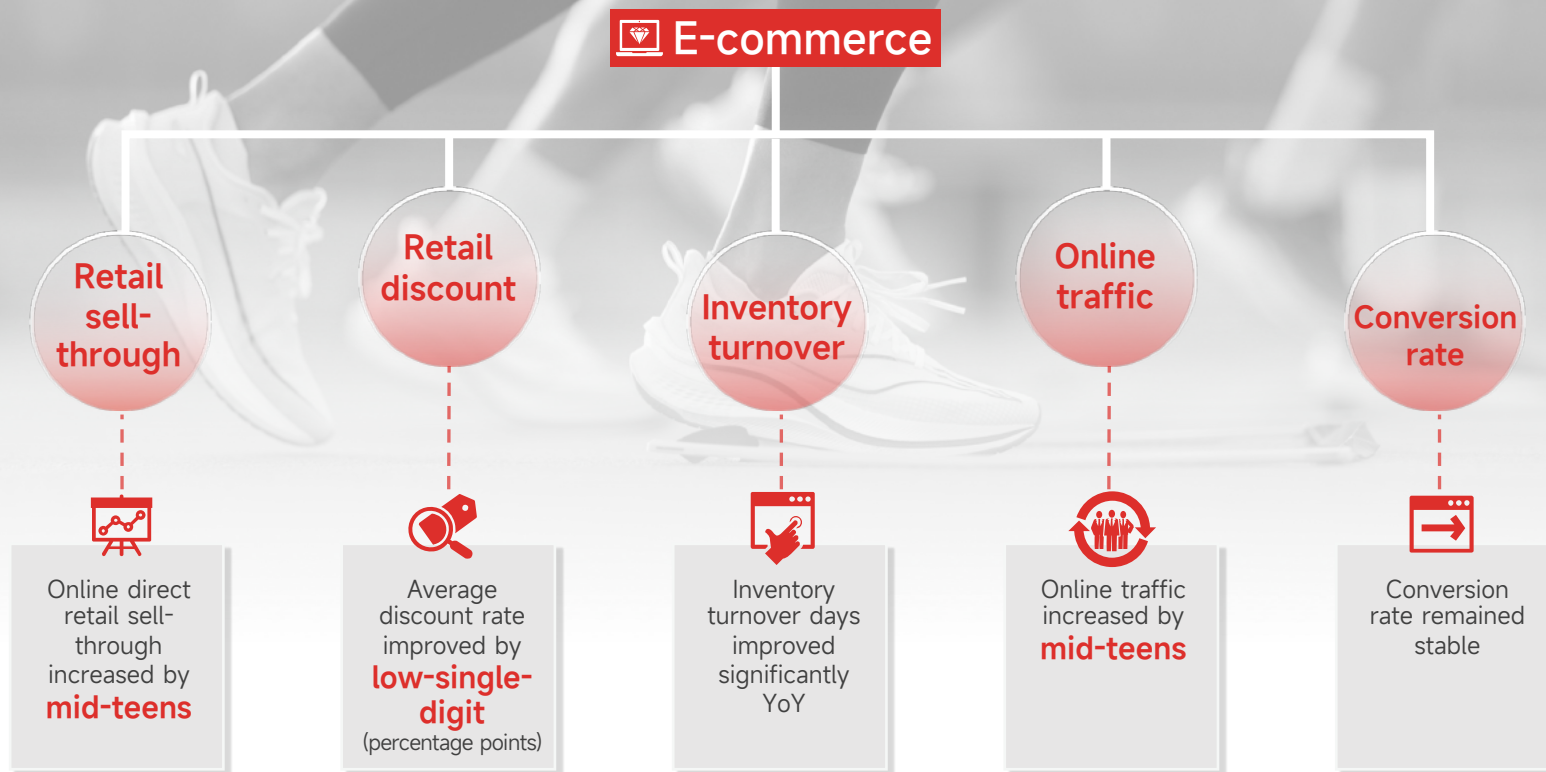 E-commerce
Retail
sell-
through
Retail
discount
Inventory
turnover
Online
traffic
Conversion
rate
Online direct
retail sell-
through
increased by
mid-teens
Average
discount rate
improved by
low-single-
digit
(percentage points)
Inventory
turnover days
improved
significantly
YoY
Online traffic
increased by
mid-teens
Conversion
rate remained
stable